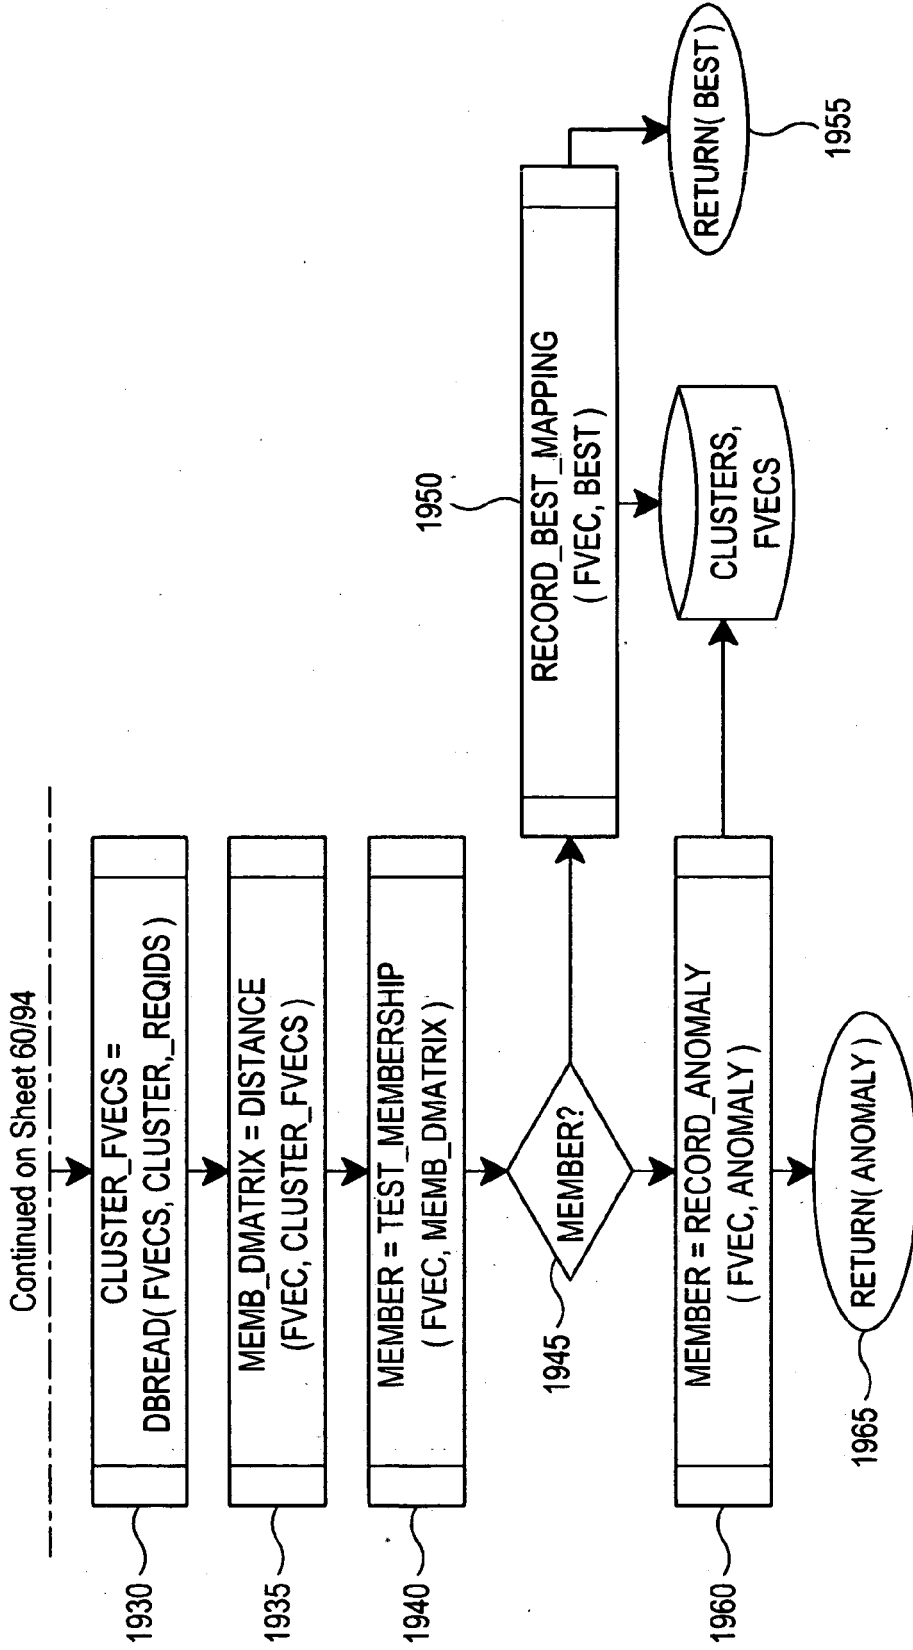 Continued on Sheet 60/94
CLUSTER_FVECS =
DBREAD( FVECS, CLUSTER,_REQIDS )
1930
MEMB_DMATRIX = DISTANCE
(FVEC, CLUSTER_FVECS )
1935
MEMBER = TEST_MEMBERSHIP
( FVEC, MEMB_DMATRIX )
1940
MEMBER?
1945
RECORD_BEST_MAPPING
( FVEC, BEST )
1950
RETURN( BEST )
1955
CLUSTERS,
FVECS
MEMBER = RECORD_ANOMALY
( FVEC, ANOMALY )
1960
RETURN( ANOMALY )
1965